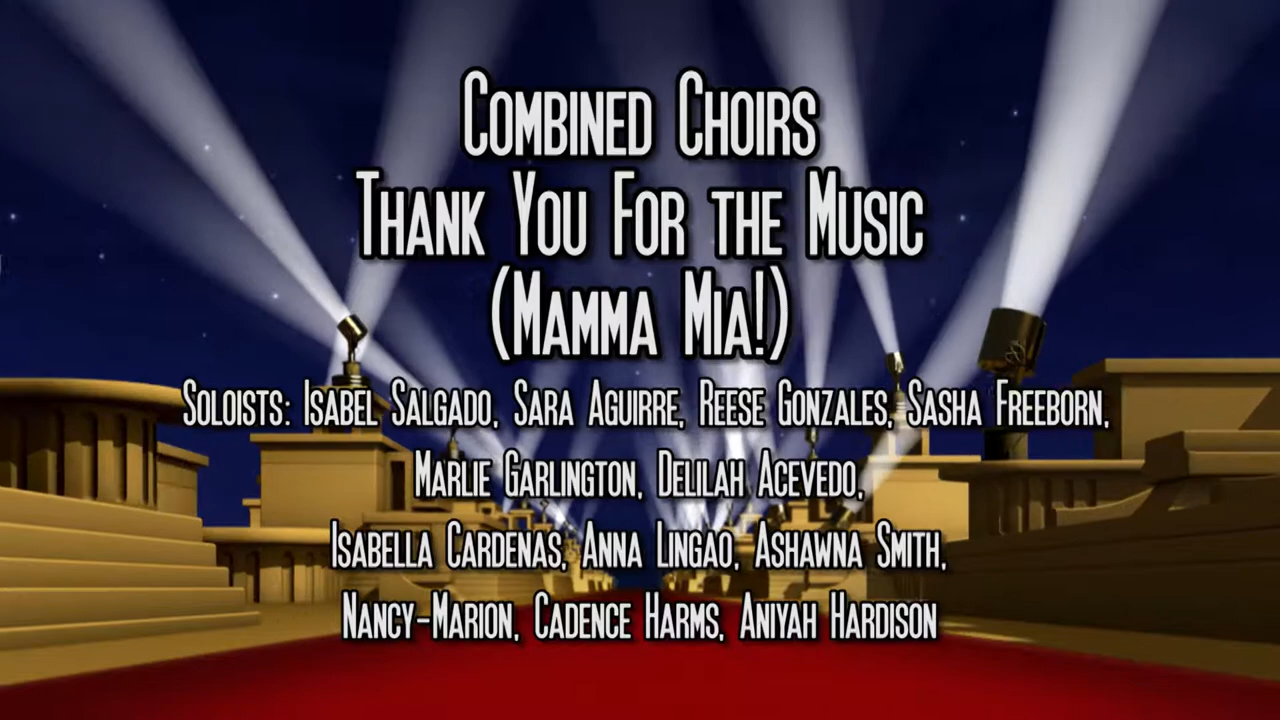 Combined Choirs
Thank You For the Music
(Mamma Mia!)
Soloists: Isabel Salgado, Sara Aguirre, Reese Gonzales, Sasha Freeborn,
Marlie Garlington, Delilah Acevedo,
Isabella Cardenas, Anna Lingao, Ashawna Smith,
Nancy-Marion, Cadence Harms, Aniyah Hardison